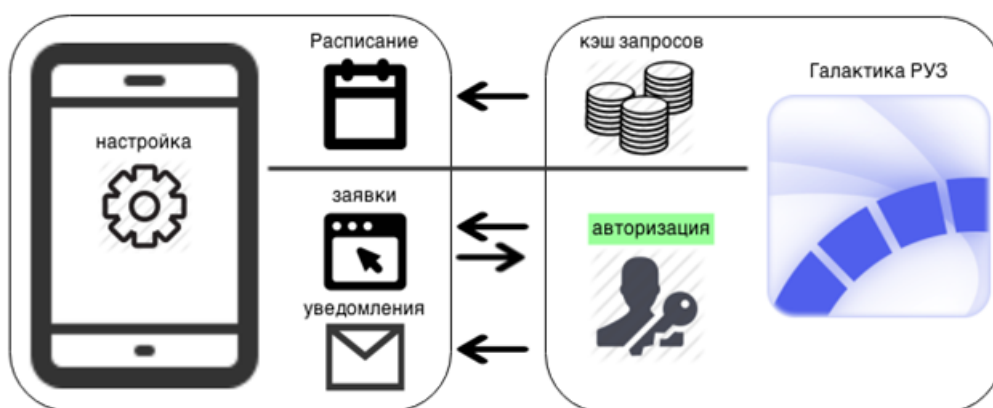 Расписание
кэш запросов
Галактика РУЗ
настройка
заявки
авторизация
уведомления